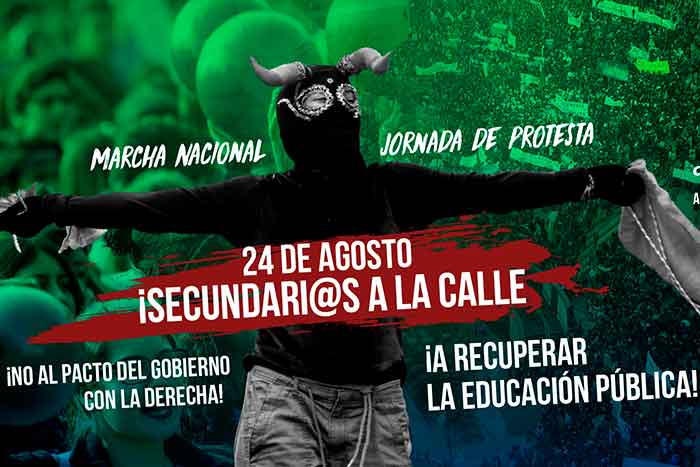 MARCHA NACIONAL
JORNADA DE PROTESTA
24 DE AGOSTO
¡SECUNDARI@S A LA CALLE
¡NO AL PACTO DEL GOBIERNO
CON LA DERECHA!
¡A RECUPERAR
LA EDUCACIÓN PÚBLICA!